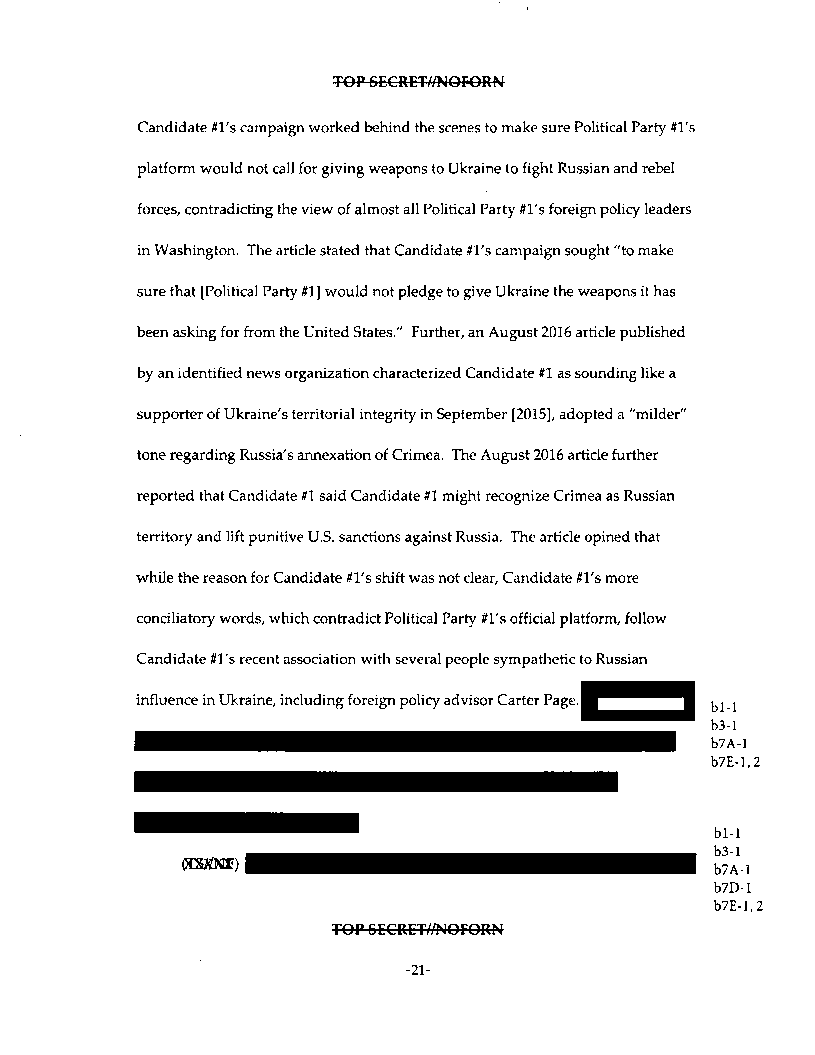 TOP SECRET//NOFORN
Candidate #1's campaign worked behind the scenes to make sure Political Party #1's
platform would not call for giving weapons to Ukraine to fight Russian and rebel
forces, contradicting the view of almost all Political Party #1's foreign policy leaders
in Washington. The article stated that Candidate #1's campaign sought "to make
sure that [Political Party #1] would not pledge to give Ukraine the weapons it has
been asking for from the United States." Further, an August 2016 article published
by an identified news organization characterized Candidate #1 as sounding like a
supporter of Ukraine's territorial integrity in September [2015], adopted a "milder"
tone regarding Russia's annexation of Crimea. The August 2016 article further
reported that Candidate #1 said Candidate #1 might recognize Crimea as Russian
territory and lift punitive U.S. sanctions against Russia. The article opined that
while the reason for Candidate #1's shift was not clear, Candidate #1's more
conciliatory words, which contradict Political Party #1's official platform, follow
Candidate #1's recent association with several people sympathetic to Russian
influence in Ukraine, including foreign policy advisor Carter Page.
b1-1
b3-1
b7A-1
b7E-1, 2
b1-1
b3-1
b7A-1
b7D-1
b7E-1, 2
TOP SECRET//NOFORN
-21-